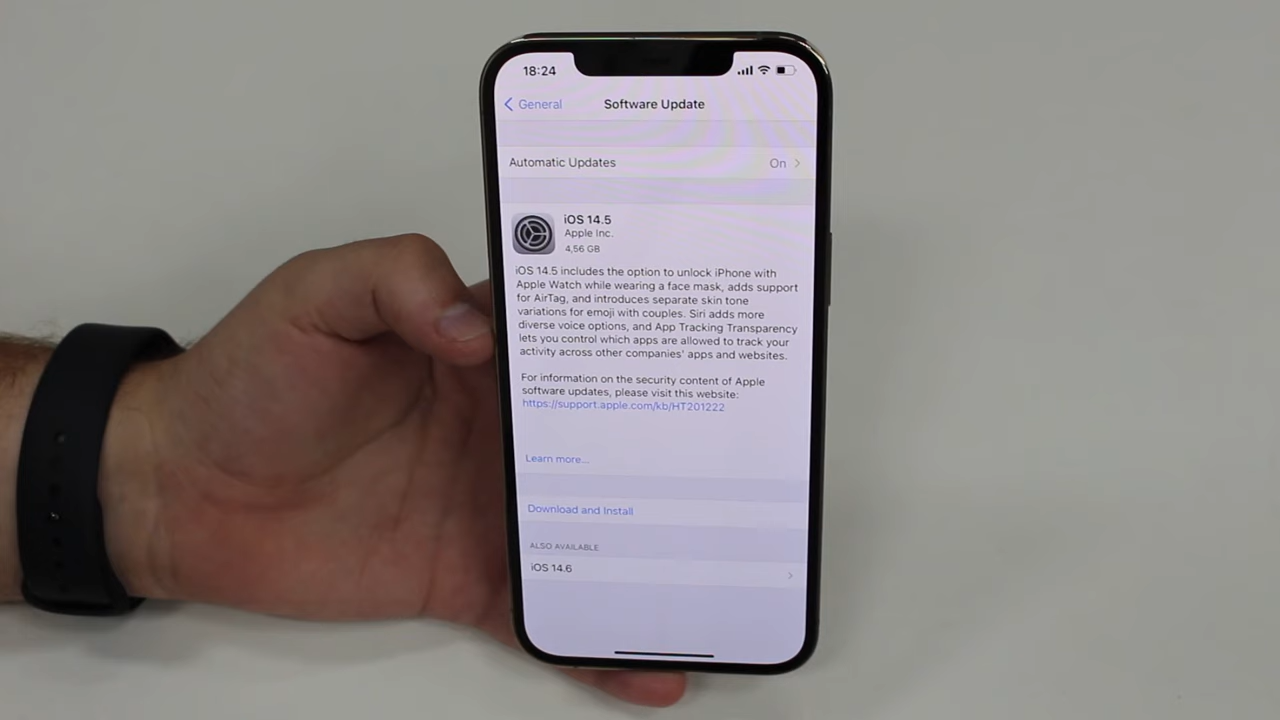 18:24
General
Software Update
Automatic Updates
On
iOS 14.5
Apple Inc.
4,56 GB
iOS 14.5 includes the option to unlock iPhone with
Apple Watch while wearing a face mask, adds support
for AirTag, and introduces separate skin tone
variations for emoji with couples. Siri adds more
diverse voice options, and App Tracking Transparency
lets you control which apps are allowed to track your
activity across other companies' apps and websites.
For information on the security content of Apple
software updates, please visit this website:
https://support.apple.com/kb/HT201222
Learn more...
Download and Install
ALSO AVAILABLE
iOS 14.6